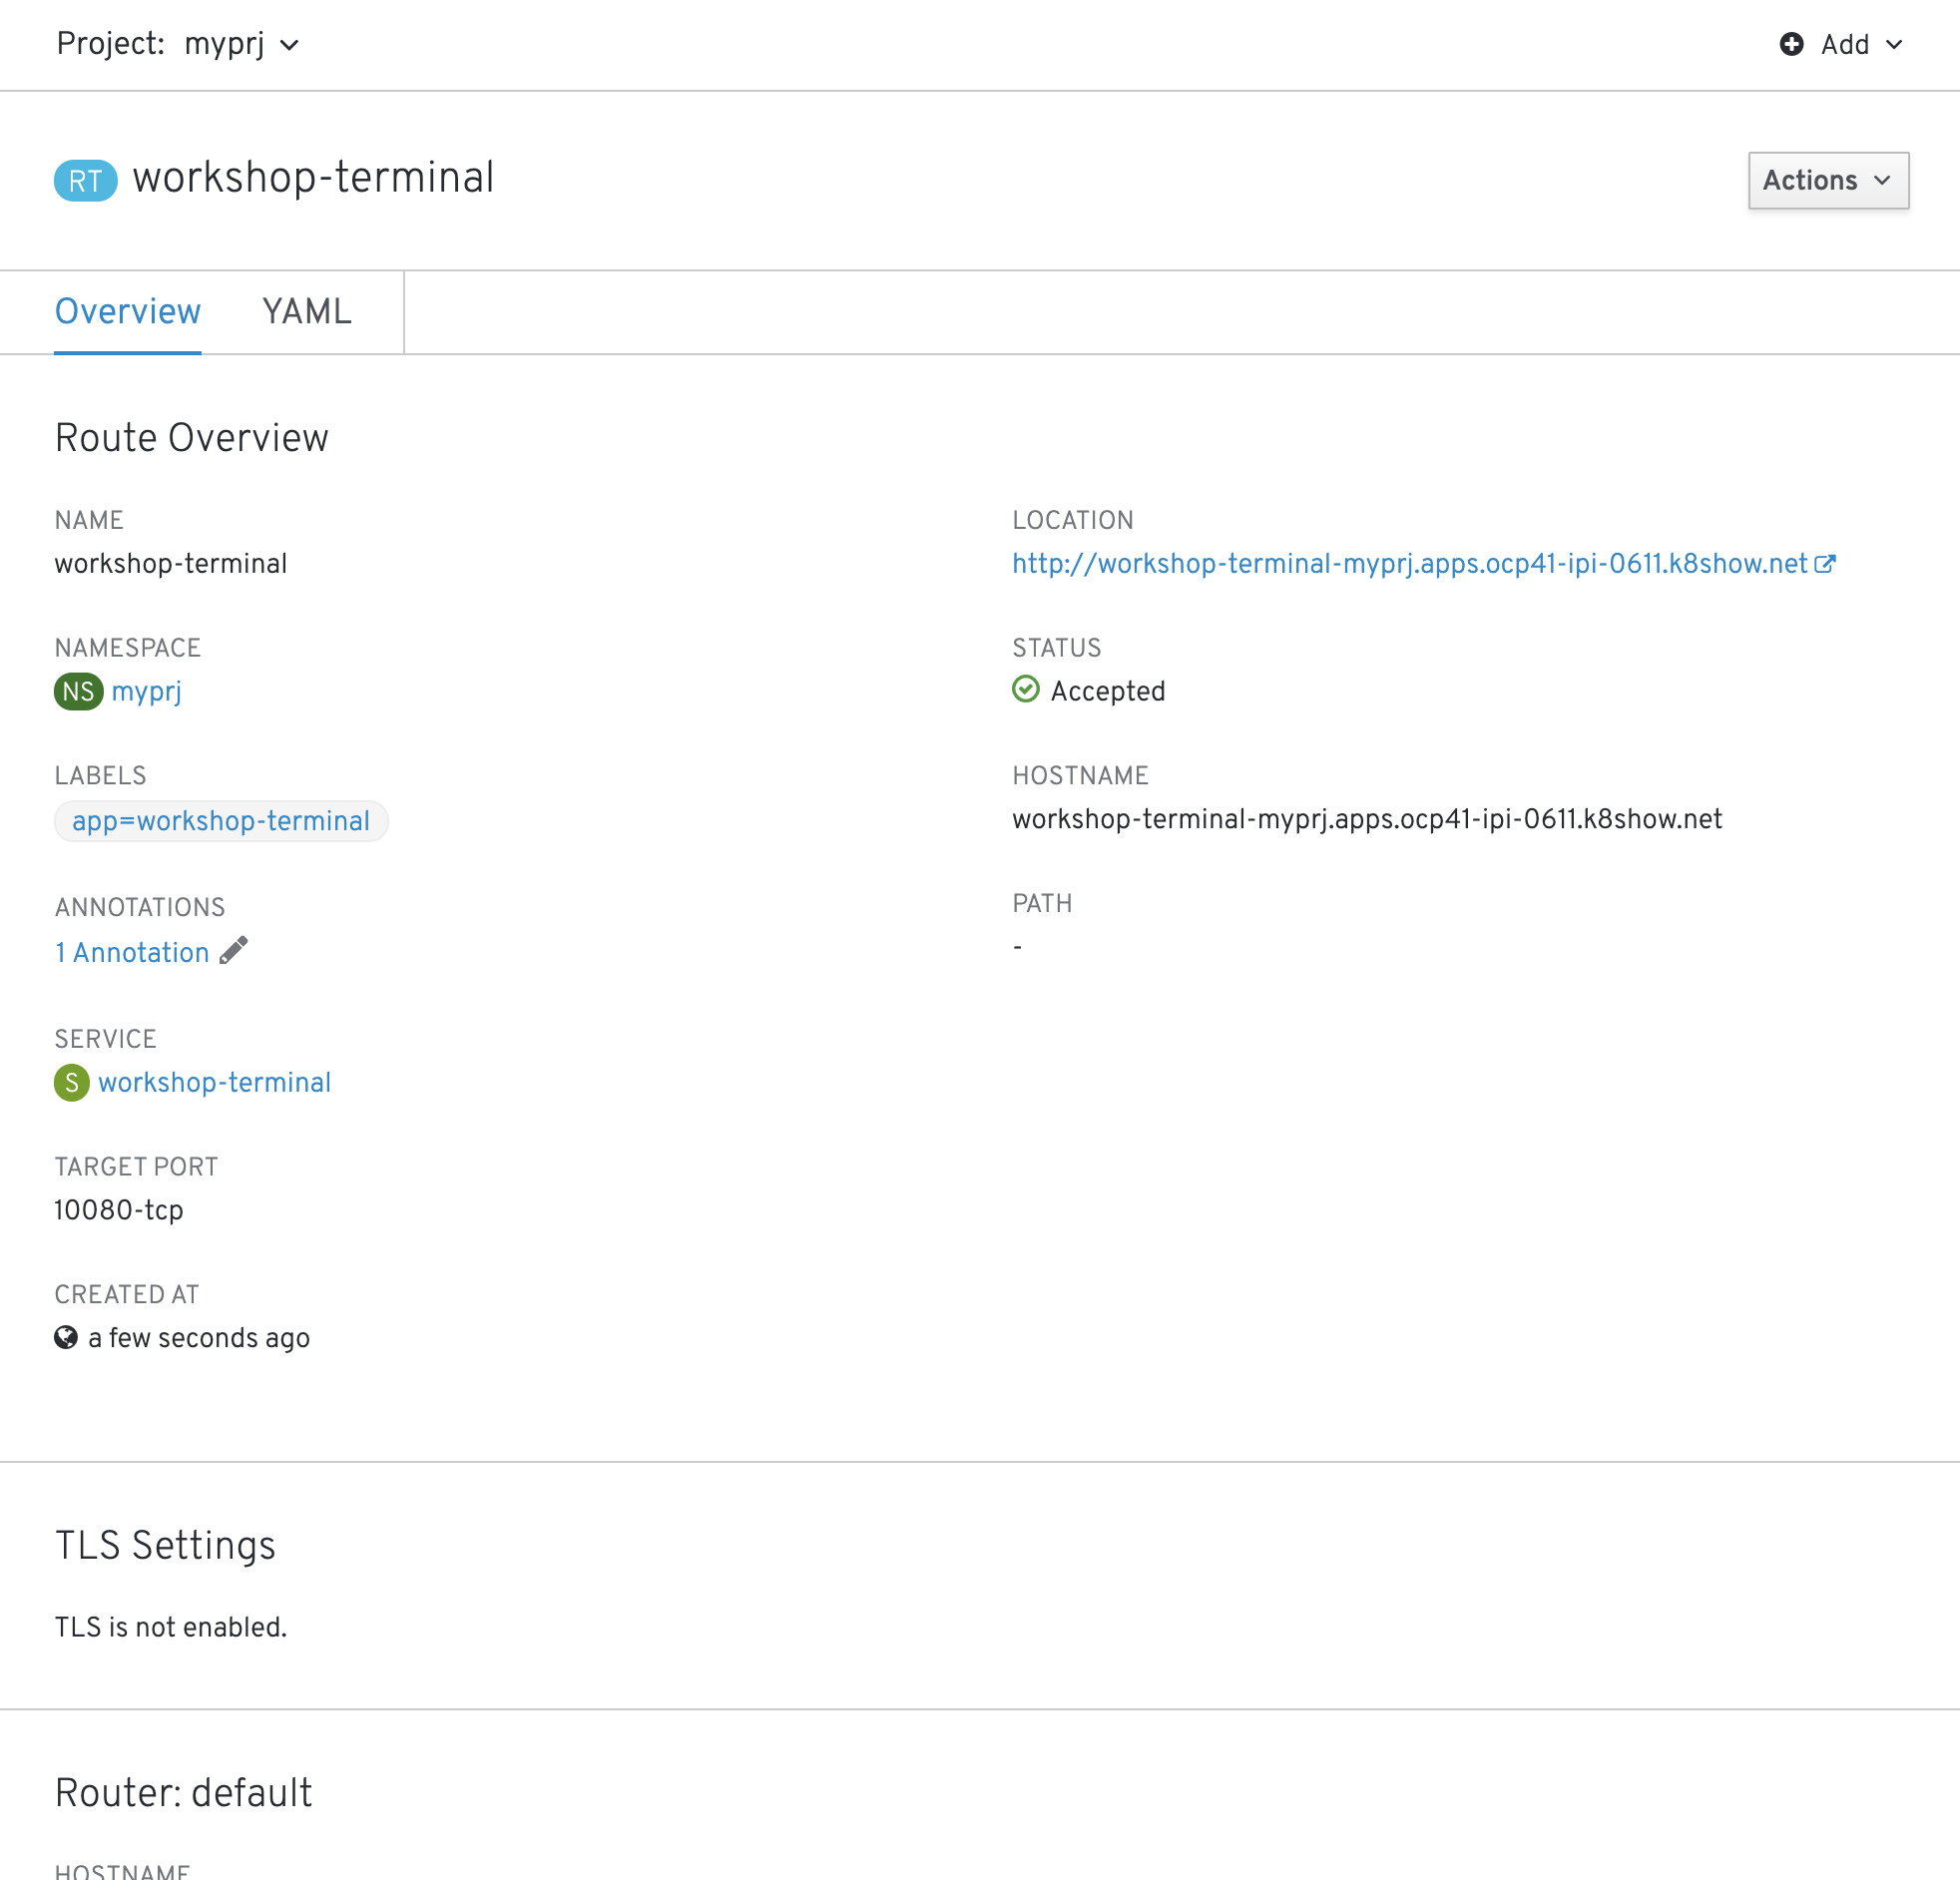 Project: myprj
Add
RT workshop-terminal
Actions
Overview YAML
Route Overview
NAME
workshop-terminal
NAMESPACE
NS myprj
LABELS
app=workshop-terminal
ANNOTATIONS
1 Annotation
SERVICE
S workshop-terminal
TARGET PORT
10080-tcp
CREATED AT
a few seconds ago
LOCATION
http://workshop-terminal-myprj.apps.ocp41-ipi-0611.k8show.net
STATUS
Accepted
HOSTNAME
workshop-terminal-myprj.apps.ocp41-ipi-0611.k8show.net
PATH
-
TLS Settings
TLS is not enabled.
Router: default
HOSTNAME